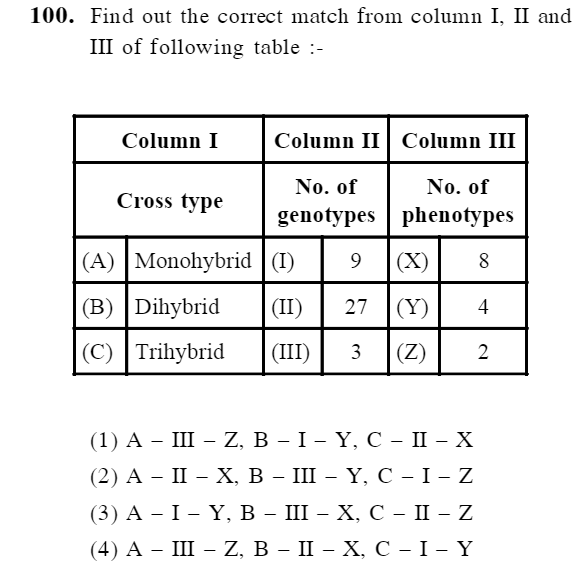 100. Find out the correct match from column I, II and
III of following table :-
Column I Column II Column III
Cross type No. of genotypes No. of phenotypes
(A) Monohybrid (I) 9 (X) 8
(B) Dihybrid (II) 27 (Y) 4
(C) Trihybrid (III) 3 (Z) 2
(1) A – III – Z, B – I – Y, C – II – X
(2) A – II – X, B – III – Y, C – I – Z
(3) A – I – Y, B – III – X, C – II – Z
(4) A – III – Z, B – II – X, C – I – Y